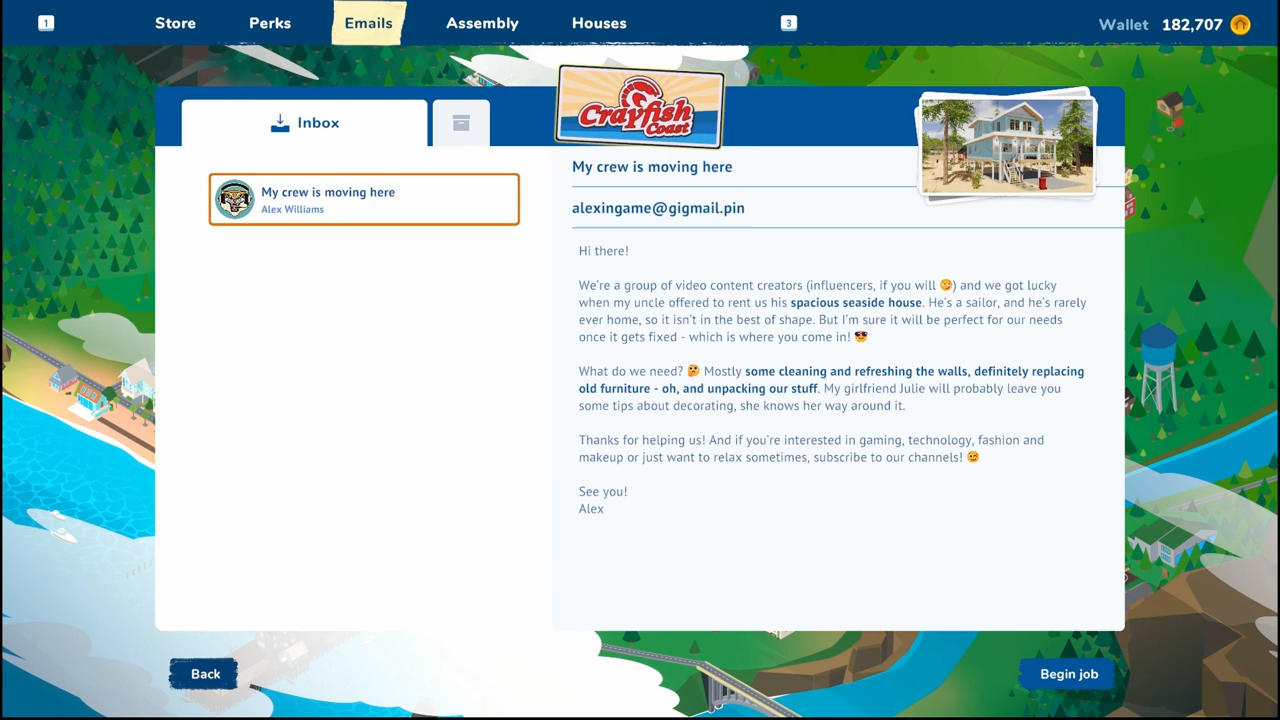 1
Store
Perks
Emails
Assembly
Houses
3
Wallet 182,707
Inbox
Crayfish
Coast
My crew is moving here
Alex Williams
My crew is moving here
alexingame@gigmail.pin
Hi there!
We're a group of video content creators (influencers, if you will 😏) and we got lucky
when my uncle offered to rent us his spacious seaside house. He's a sailor, and he's rarely
ever home, so it isn't in the best of shape. But I'm sure it will be perfect for our needs
once it gets fixed - which is where you come in! 😎
What do we need? 🤔 Mostly some cleaning and refreshing the walls, definitely replacing
old furniture - oh, and unpacking our stuff. My girlfriend Julie will probably leave you
some tips about decorating, she knows her way around it.
Thanks for helping us! And if you're interested in gaming, technology, fashion and
makeup or just want to relax sometimes, subscribe to our channels! 😉
See you!
Alex
Back
Begin job